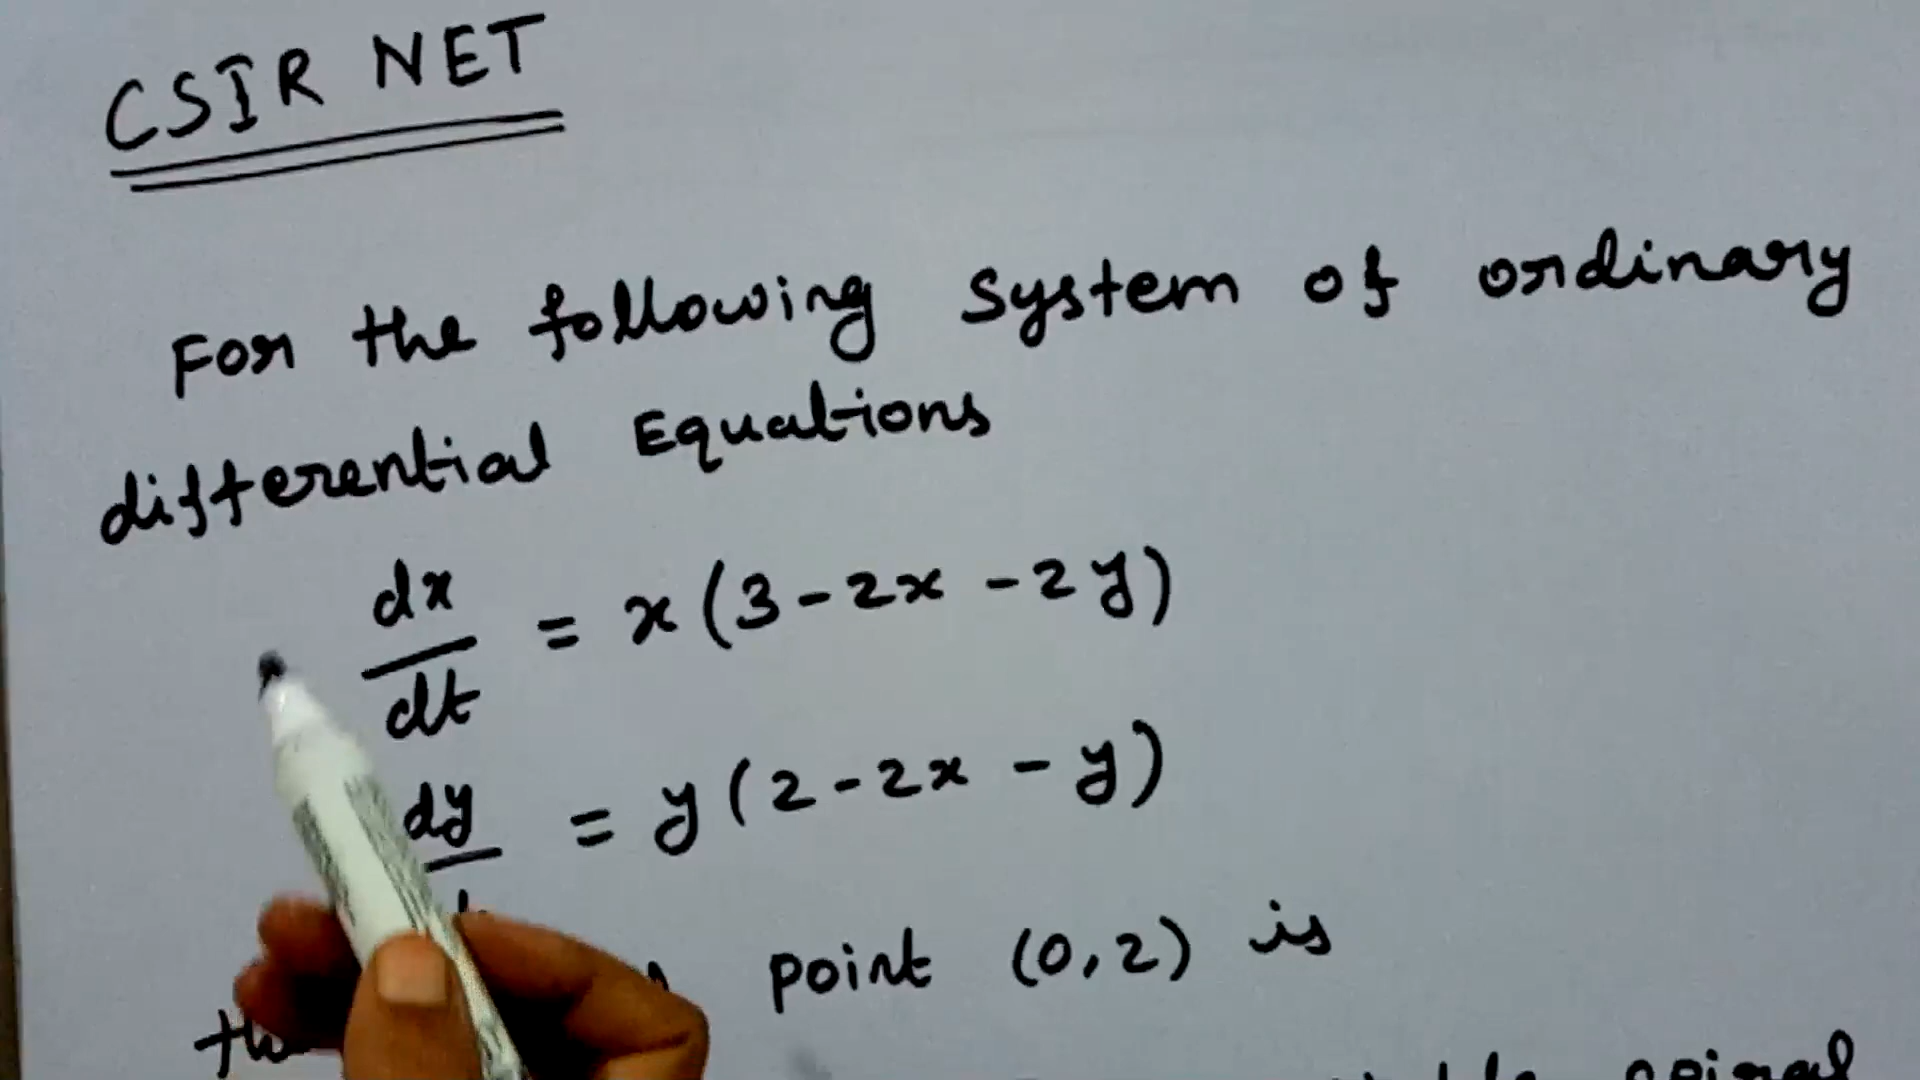 CSIR NET
For the following system of ordinary
differential Equations
dx/dt = x(3-2x-2y)
dy = y(2-2x-y)
point (0,2) is
spiral